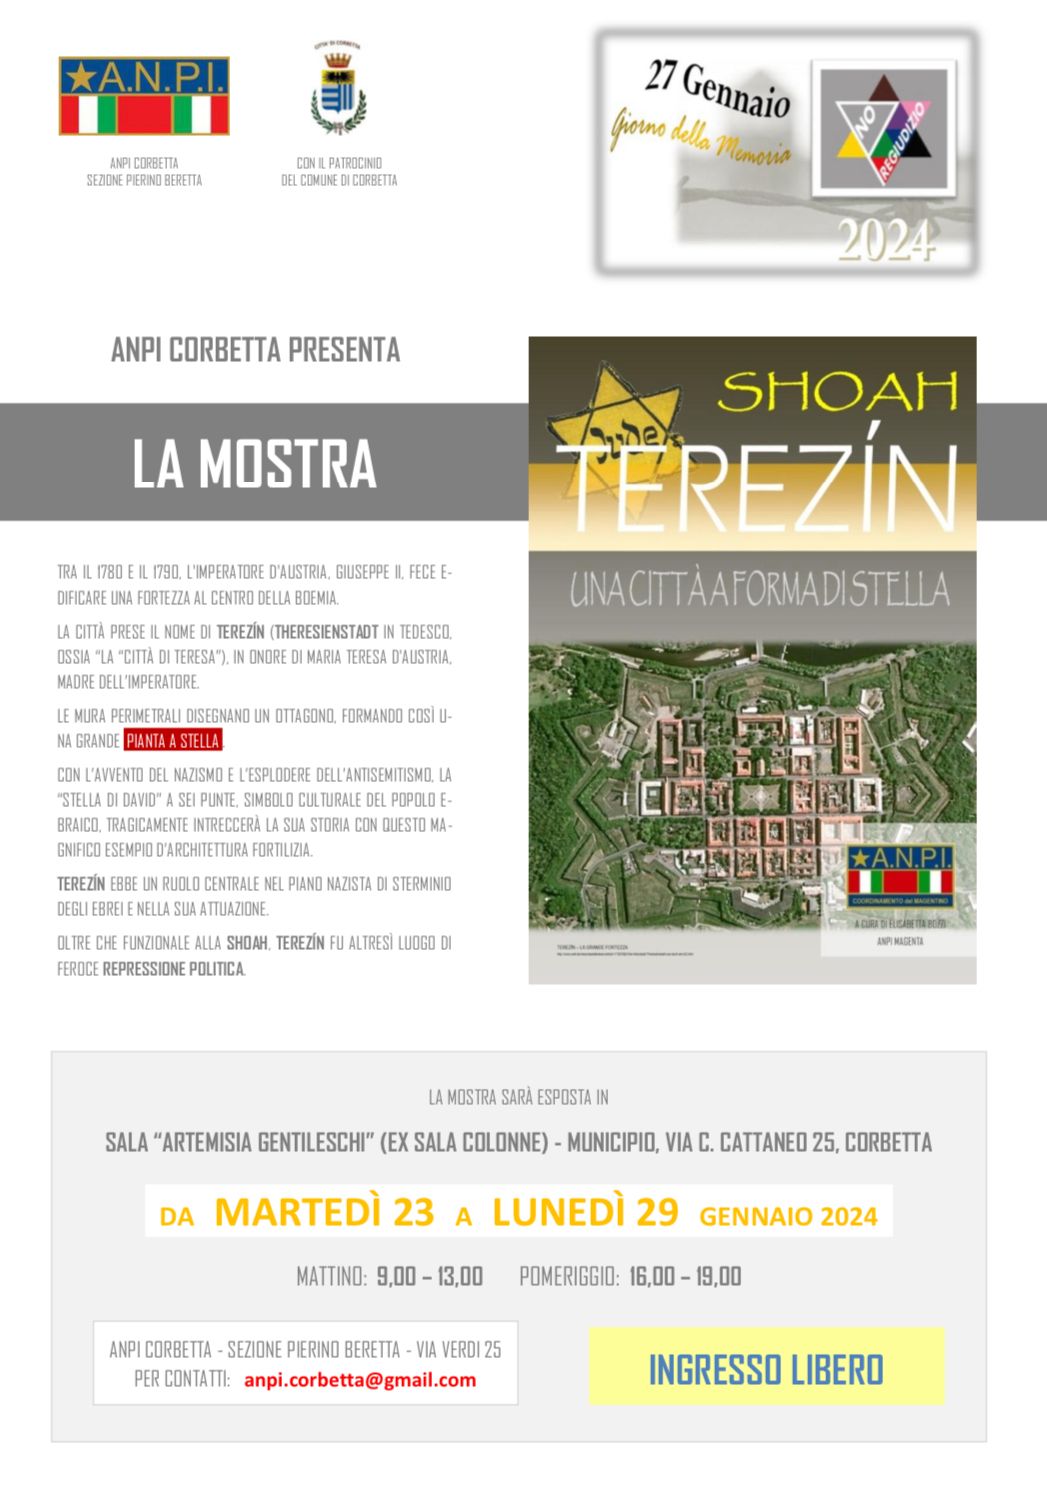 ★A.N.P.I.
ANPI CORBETTA
SEZIONE PIERINO BERETTA
CITTA' DI CORBETTA
CON IL PATROCINIO
DEL COMUNE DI CORBETTA
27 Gennaio
Giorno della Memoria
NO
PREGIUDIZIO
2024
ANPI CORBETTA PRESENTA
LA MOSTRA
TRA IL 1780 E IL 1790, L'IMPERATORE D'AUSTRIA, GIUSEPPE II, FECE E-
DIFICARE UNA FORTEZZA AL CENTRO DELLA BOEMIA.
LA CITTÀ PRESE IL NOME DI TEREZÍN (THERESIENSTADT IN TEDESCO,
OSSIA "LA "CITTÀ DI TERESA"), IN ONORE DI MARIA TERESA D'AUSTRIA,
MADRE DELL'IMPERATORE.
LE MURA PERIMETRALI DISEGNANO UN OTTAGONO, FORMANDO COSÌ U-
NA GRANDE PIANTA A STELLA.
CON L'AVVENTO DEL NAZISMO E L'ESPLODERE DELL'ANTISEMITISMO, LA
"STELLA DI DAVID" A SEI PUNTE, SIMBOLO CULTURALE DEL POPOLO E-
BRAICO, TRAGICAMENTE INTRECCERÀ LA SUA STORIA CON QUESTO MA-
GNIFICO ESEMPIO D'ARCHITETTURA FORTILIZIA.
TEREZÍN EBBE UN RUOLO CENTRALE NEL PIANO NAZISTA DI STERMINIO
DEGLI EBREI E NELLA SUA ATTUAZIONE.
OLTRE CHE FUNZIONALE ALLA SHOAH, TEREZÍN FU ALTRESÌ LUOGO DI
FEROCE REPRESSIONE POLITICA.
SHOAH
Jude
TEREZÍN
UNA CITTÀ A FORMA DI STELLA
★A.N.P.I.
COORDINAMENTO del MAGENTINO
A CURA DI ELISABETTA BOZZI
ANPI MAGENTA
TEREZÍN – LA GRANDE FORTEZZA
LA MOSTRA SARÀ ESPOSTA IN
SALA "ARTEMISIA GENTILESCHI" (EX SALA COLONNE) - MUNICIPIO, VIA C. CATTANEO 25, CORBETTA
DA MARTEDÌ 23 A LUNEDÌ 29 GENNAIO 2024
MATTINO: 9,00 – 13,00 POMERIGGIO: 16,00 – 19,00
ANPI CORBETTA - SEZIONE PIERINO BERETTA - VIA VERDI 25
PER CONTATTI: anpi.corbetta@gmail.com
INGRESSO LIBERO